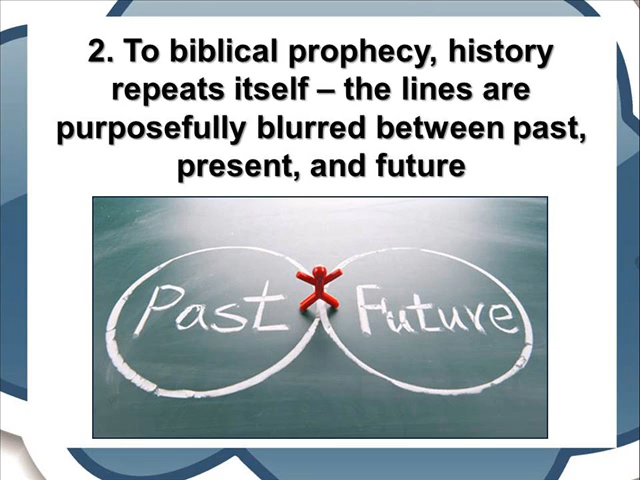 2. To biblical prophecy, history
repeats itself – the lines are
purposefully blurred between past,
present, and future
Past Future